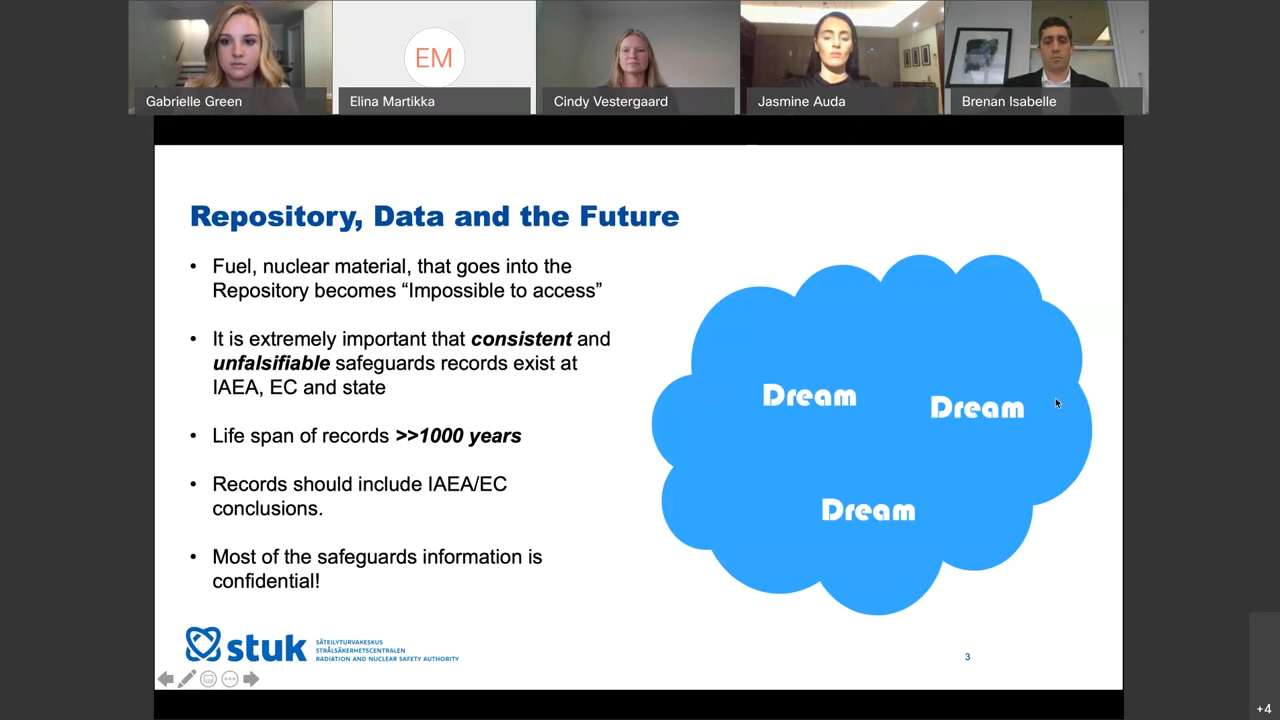 Gabrielle Green
EM
Elina Martikka
Cindy Vestergaard
Jasmine Auda
Brenan Isabelle
Repository, Data and the Future
• Fuel, nuclear material, that goes into the
Repository becomes “Impossible to access”
• It is extremely important that consistent and
unfalsifiable safeguards records exist at
IAEA, EC and state
• Life span of records >>1000 years
• Records should include IAEA/EC
conclusions.
• Most of the safeguards information is
confidential!
Dream
Dream
Dream
stuk
SÄTEILYTURVAKESKUS
STRÅLSÄKERHETSCENTRALEN
RADIATION AND NUCLEAR SAFETY AUTHORITY
3
+4